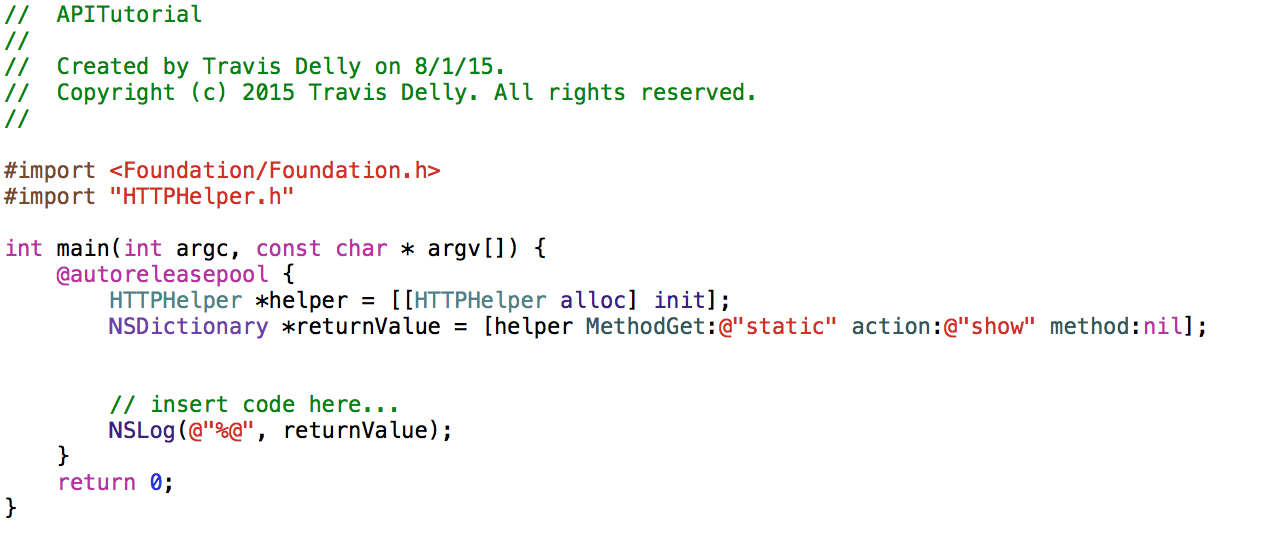 //  APITutorial
//
//  Created by Travis Delly on 8/1/15.
//  Copyright (c) 2015 Travis Delly. All rights reserved.
//

#import <Foundation/Foundation.h>
#import "HTTPHelper.h"

int main(int argc, const char * argv[]) {
    @autoreleasepool {
        HTTPHelper *helper = [[HTTPHelper alloc] init];
        NSDictionary *returnValue = [helper MethodGet:@"static" action:@"show" method:nil];


        // insert code here...
        NSLog(@"%@", returnValue);
    }
    return 0;
}